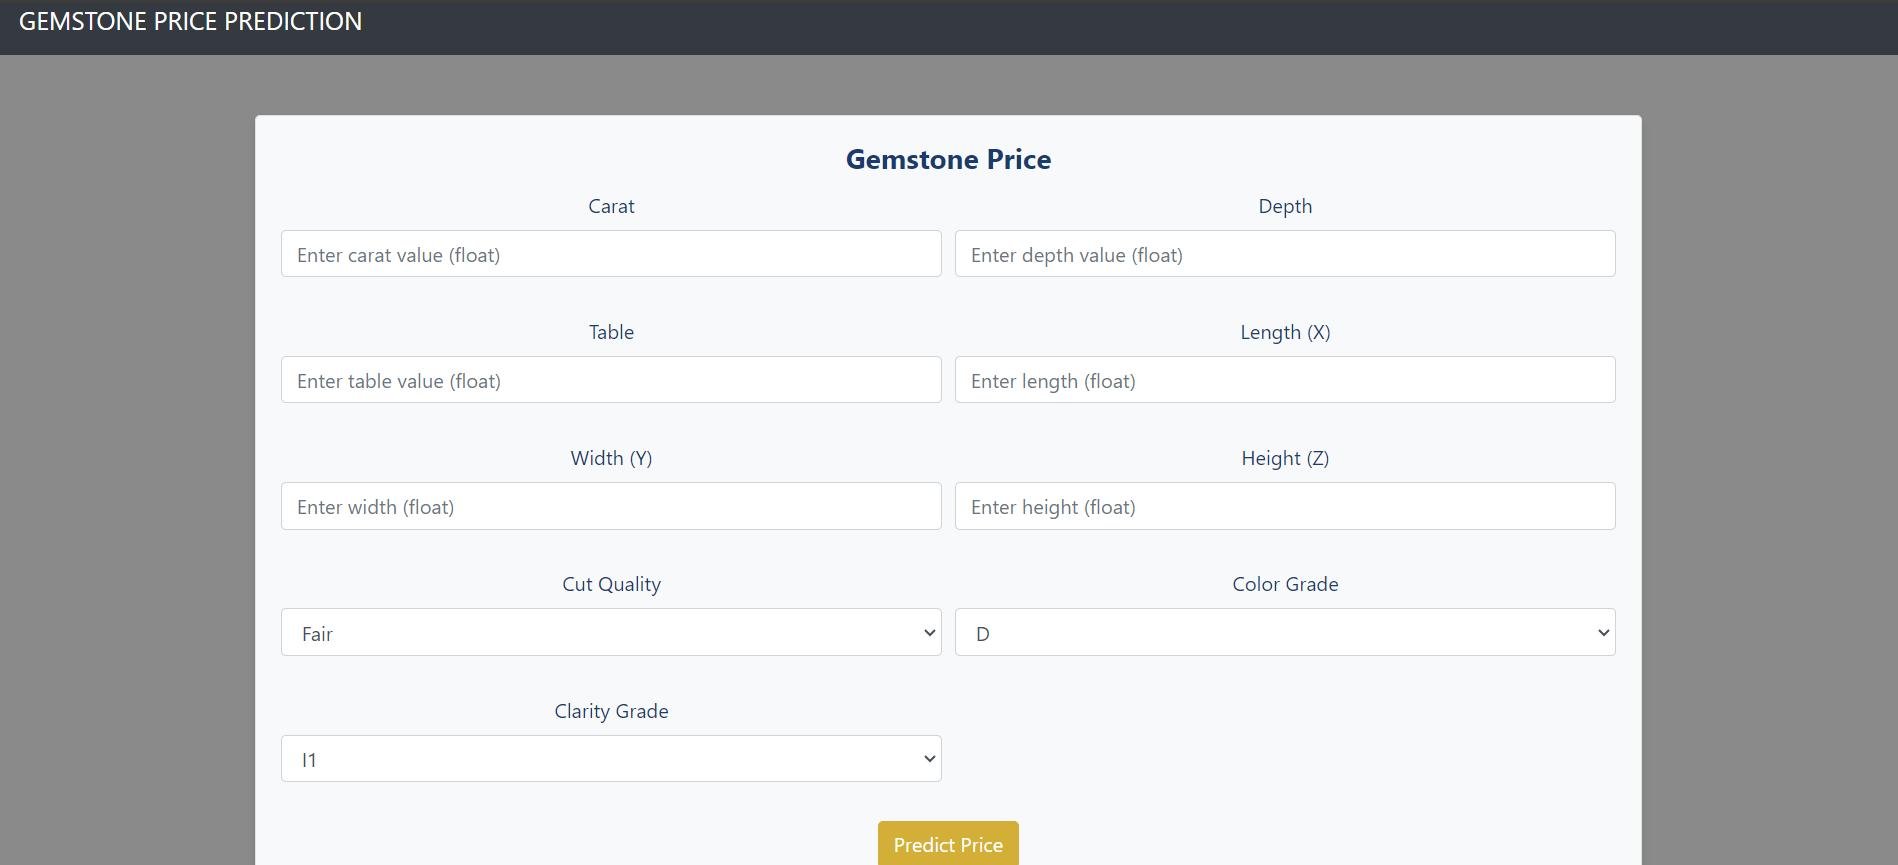 GEMSTONE PRICE PREDICTION
Gemstone Price
Carat
Depth
Enter carat value (float)
Enter depth value (float)
Table
Length (X)
Enter table value (float)
Enter length (float)
Width (Y)
Height (Z)
Enter width (float)
Enter height (float)
Cut Quality
Color Grade
Fair
D
Clarity Grade
I1
Predict Price